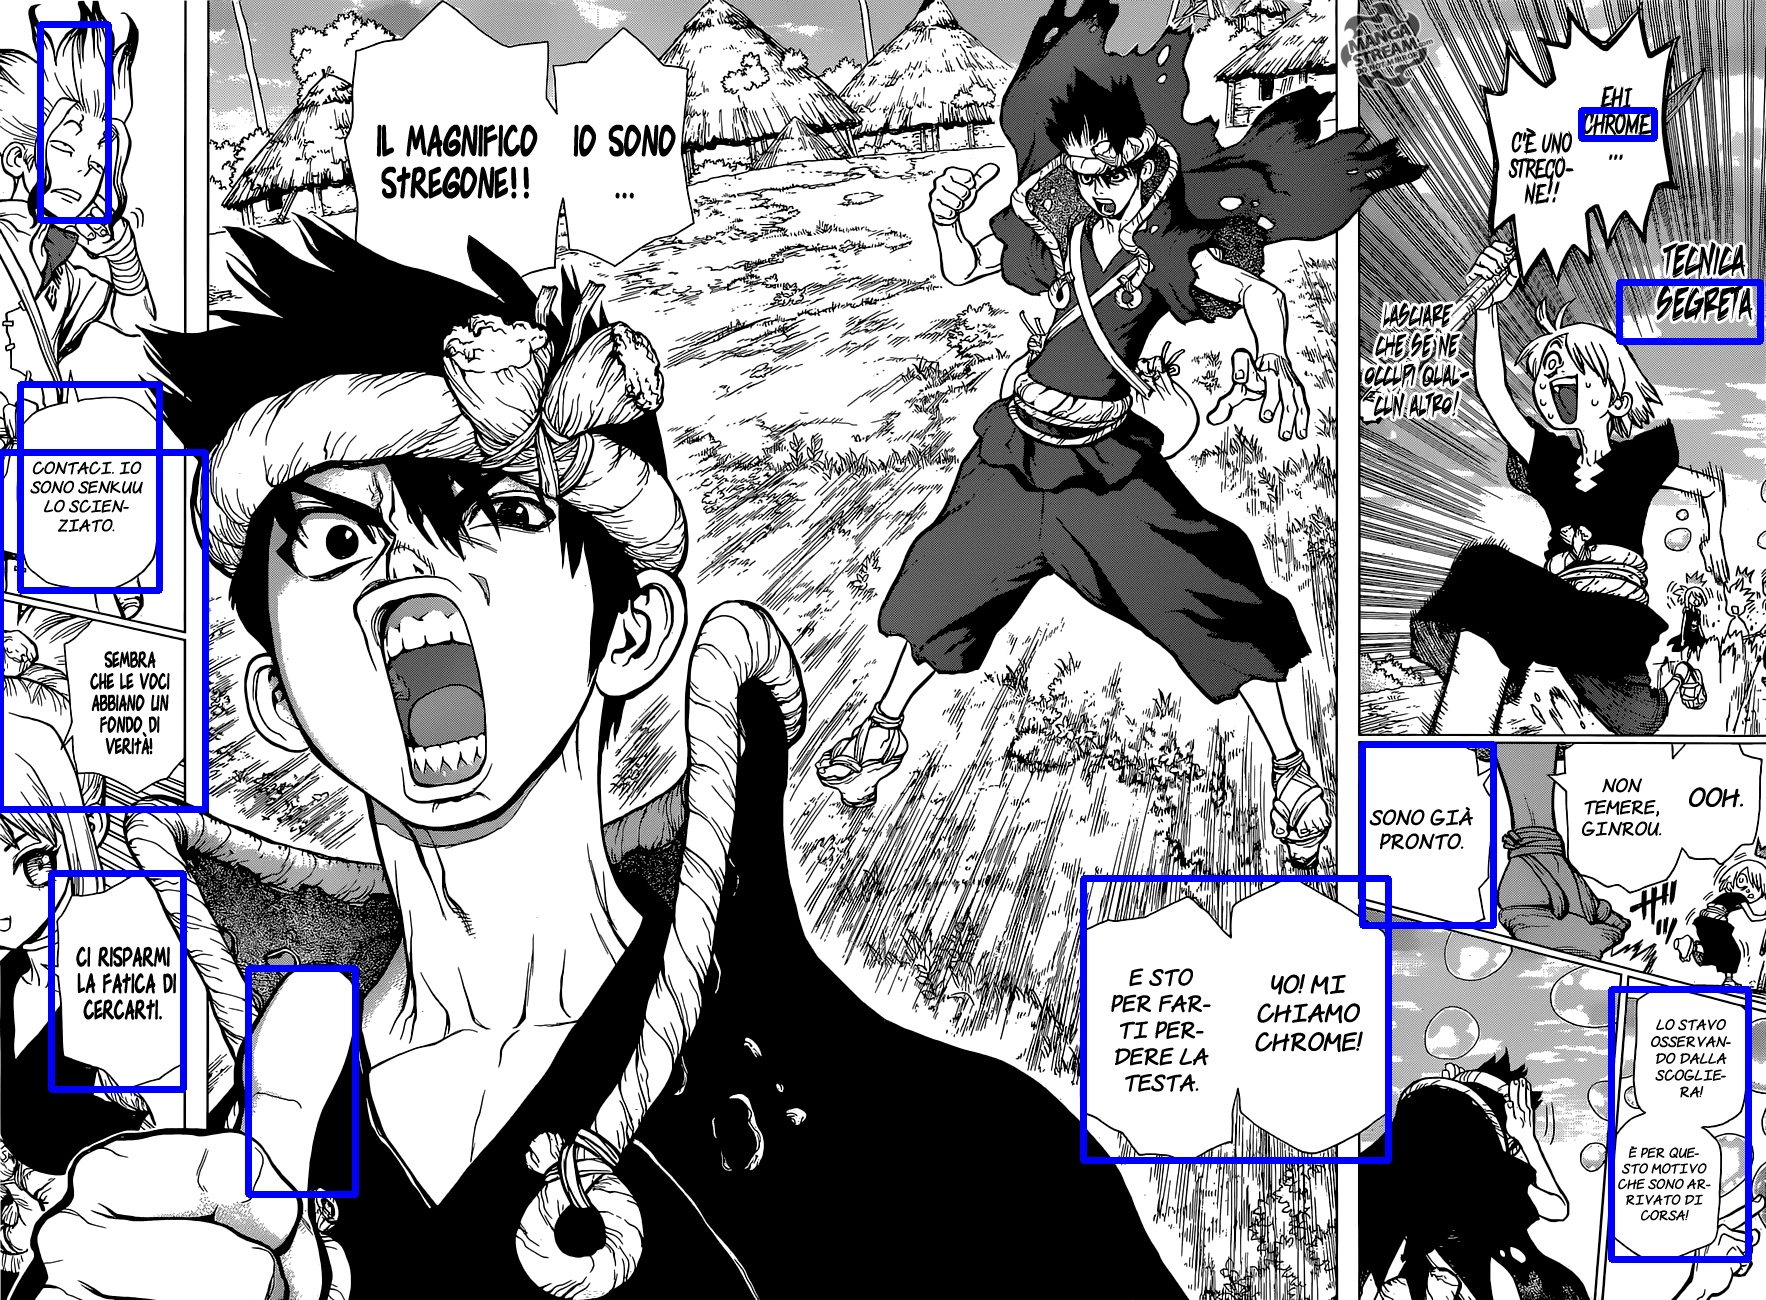 EHI
CHROME
...
C'È UNO
STREGO-
NE!!
TECNICA
SEGRETA
LASCIARE
CHE SE NE
OCCUPI QUAL-
CUN ALTRO!
OOH.
NON
TEMERE,
GINROU.
SONO GIÀ
PRONTO.
LO STAVO
OSSERVAN-
DO DALLA
SCOGLIE-
RA!
È PER QUE-
STO MOTIVO
CHE SONO AR-
RIVATO DI
CORSA!
YO! MI
CHIAMO
CHROME!
E STO
PER FAR-
TI PER-
DERE LA
TESTA.
IO SONO
...
IL MAGNIFICO
STREGONE!!
CONTACI. IO
SONO SENKUU
LO SCIEN-
ZIATO.
SEMBRA
CHE LE VOCI
ABBIANO UN
FONDO DI
VERITÀ!
CI RISPARMI
LA FATICA DI
CERCARTI.
MANGA
STREAM